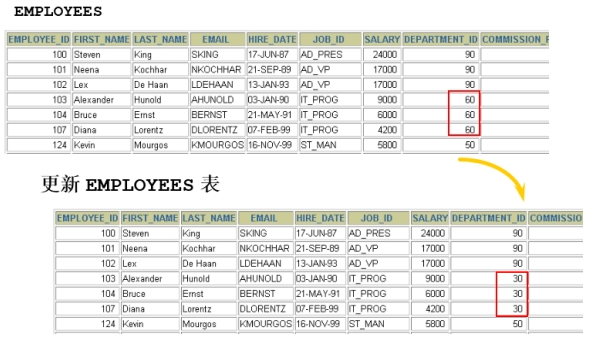 EMPLOYEES
EMPLOYEE_ID FIRST_NAME LAST_NAME EMAIL HIRE_DATE JOB_ID SALARY DEPARTMENT_ID COMMISSION_P
100 Steven King SKING 17-JUN-87 AD_PRES 24000 90
101 Neena Kochhar NKOCHHAR 21-SEP-89 AD_VP 17000 90
102 Lex De Haan LDEHAAN 13-JAN-93 AD_VP 17000 90
103 Alexander Hunold AHUNOLD 03-JAN-90 IT_PROG 9000 60
104 Bruce Ernst BERNST 21-MAY-91 IT_PROG 6000 60
107 Diana Lorentz DLORENTZ 07-FEB-99 IT_PROG 4200 60
124 Kevin Mourgos KMOURGOS 16-NOV-99 ST_MAN 5800 50
更新 EMPLOYEES 表
EMPLOYEE_ID FIRST_NAME LAST_NAME EMAIL HIRE_DATE JOB_ID SALARY DEPARTMENT_ID COMMISSIO
100 Steven King SKING 17-JUN-87 AD_PRES 24000 90
101 Neena Kochhar NKOCHHAR 21-SEP-89 AD_VP 17000 90
102 Lex De Haan LDEHAAN 13-JAN-93 AD_VP 17000 90
103 Alexander Hunold AHUNOLD 03-JAN-90 IT_PROG 9000 30
104 Bruce Ernst BERNST 21-MAY-91 IT_PROG 6000 30
107 Diana Lorentz DLORENTZ 07-FEB-99 IT_PROG 4200 30
124 Kevin Mourgos KMOURGOS 16-NOV-99 ST_MAN 5800 50